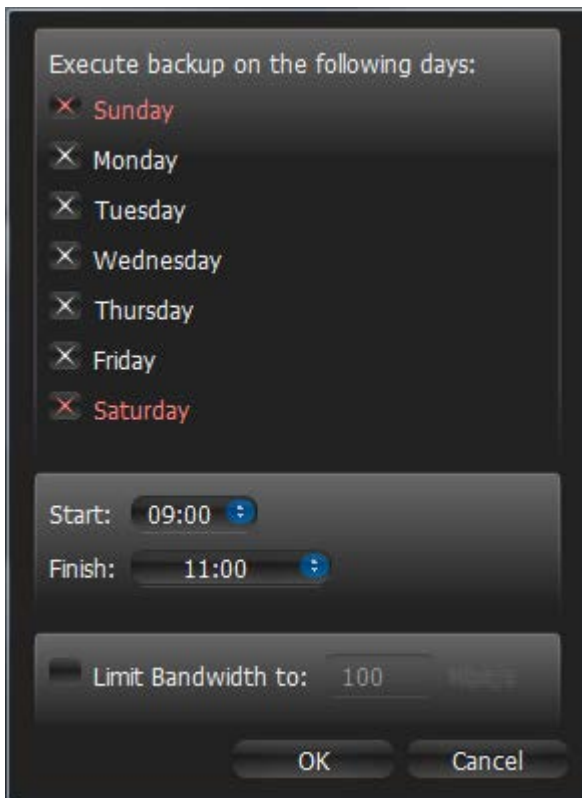 Execute backup on the following days:
Sunday
Monday
Tuesday
Wednesday
Thursday
Friday
Saturday
Start: 09:00
Finish: 11:00
Limit Bandwidth to: 100
OK Cancel